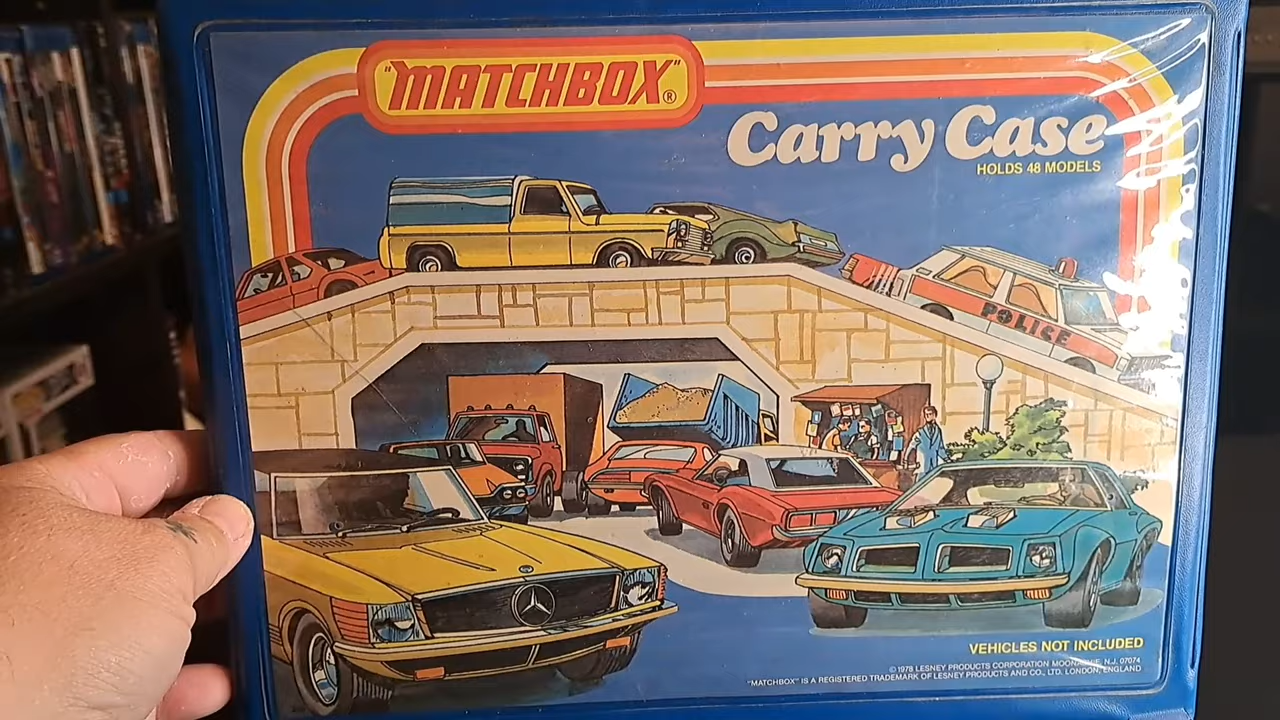 "MATCHBOX"®
Carry Case
HOLDS 48 MODELS
POLICE
VEHICLES NOT INCLUDED
©1978 LESNEY PRODUCTS CORPORATION MOONACHIE, N.J. 07074
"MATCHBOX" IS A REGISTERED TRADEMARK OF LESNEY PRODUCTS AND CO., LTD. LONDON, ENGLAND